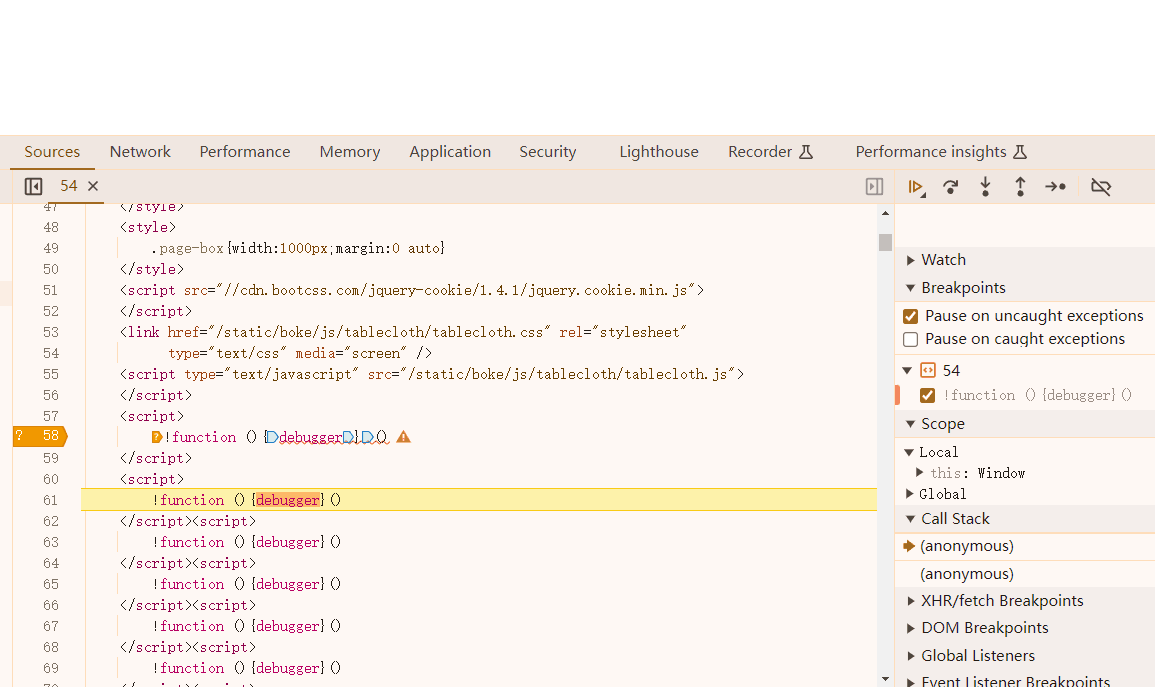 Sources Network Performance Memory Application Security Lighthouse Recorder Performance insights
54
47 </style>
48 <style>
49 .page-box{width:1000px;margin:0 auto}
50 </style>
51 <script src="//cdn.bootcss.com/jquery-cookie/1.4.1/jquery.cookie.min.js">
52 </script>
53 <link href="/static/boke/js/tablecloth/tablecloth.css" rel="stylesheet"
54 type="text/css" media="screen" />
55 <script type="text/javascript" src="/static/boke/js/tablecloth/tablecloth.js">
56 </script>
57 <script>
? 58 ? !function () {debugger}()
59 </script>
60 <script>
61 !function () {debugger} ()
62 </script><script>
63 !function () {debugger} ()
64 </script><script>
65 !function () {debugger} ()
66 </script><script>
67 !function () {debugger} ()
68 </script><script>
69 !function () {debugger} ()
Watch
Breakpoints
Pause on uncaught exceptions
Pause on caught exceptions
54
!function () {debugger} ()
Scope
Local
this: Window
Global
Call Stack
(anonymous)
(anonymous)
XHR/fetch Breakpoints
DOM Breakpoints
Global Listeners
Event Listener Breakpoints